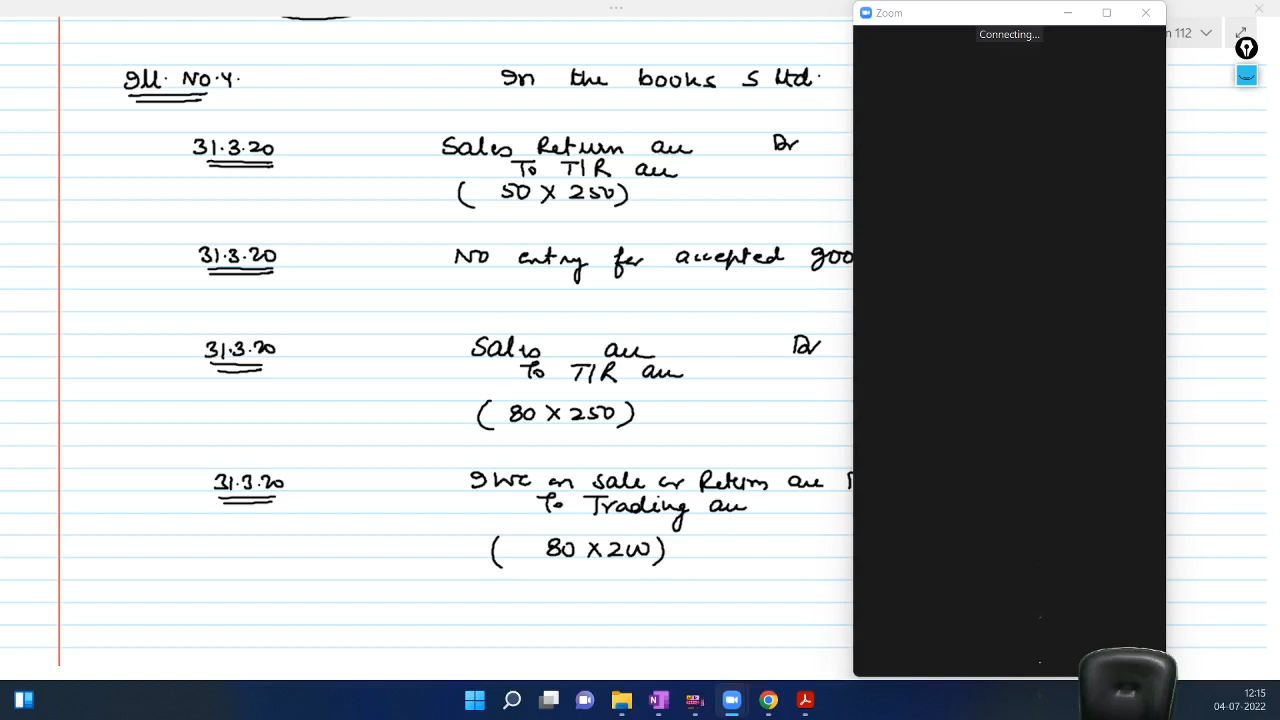 Zoom
Connecting...
n 112
Ill. No.4.
In the books S Ltd.
31.3.20
Sales Return a/c Dr
To T/R a/c
( 50 X 250)
31.3.20
No entry for accepted goo
31.3.20
Sales a/c Dr
To T/R a/c
( 80 X 250 )
31.3.20
Inve on sale or Return a/c
To Trading a/c
( 80 X 200)
12:15
04-07-2022